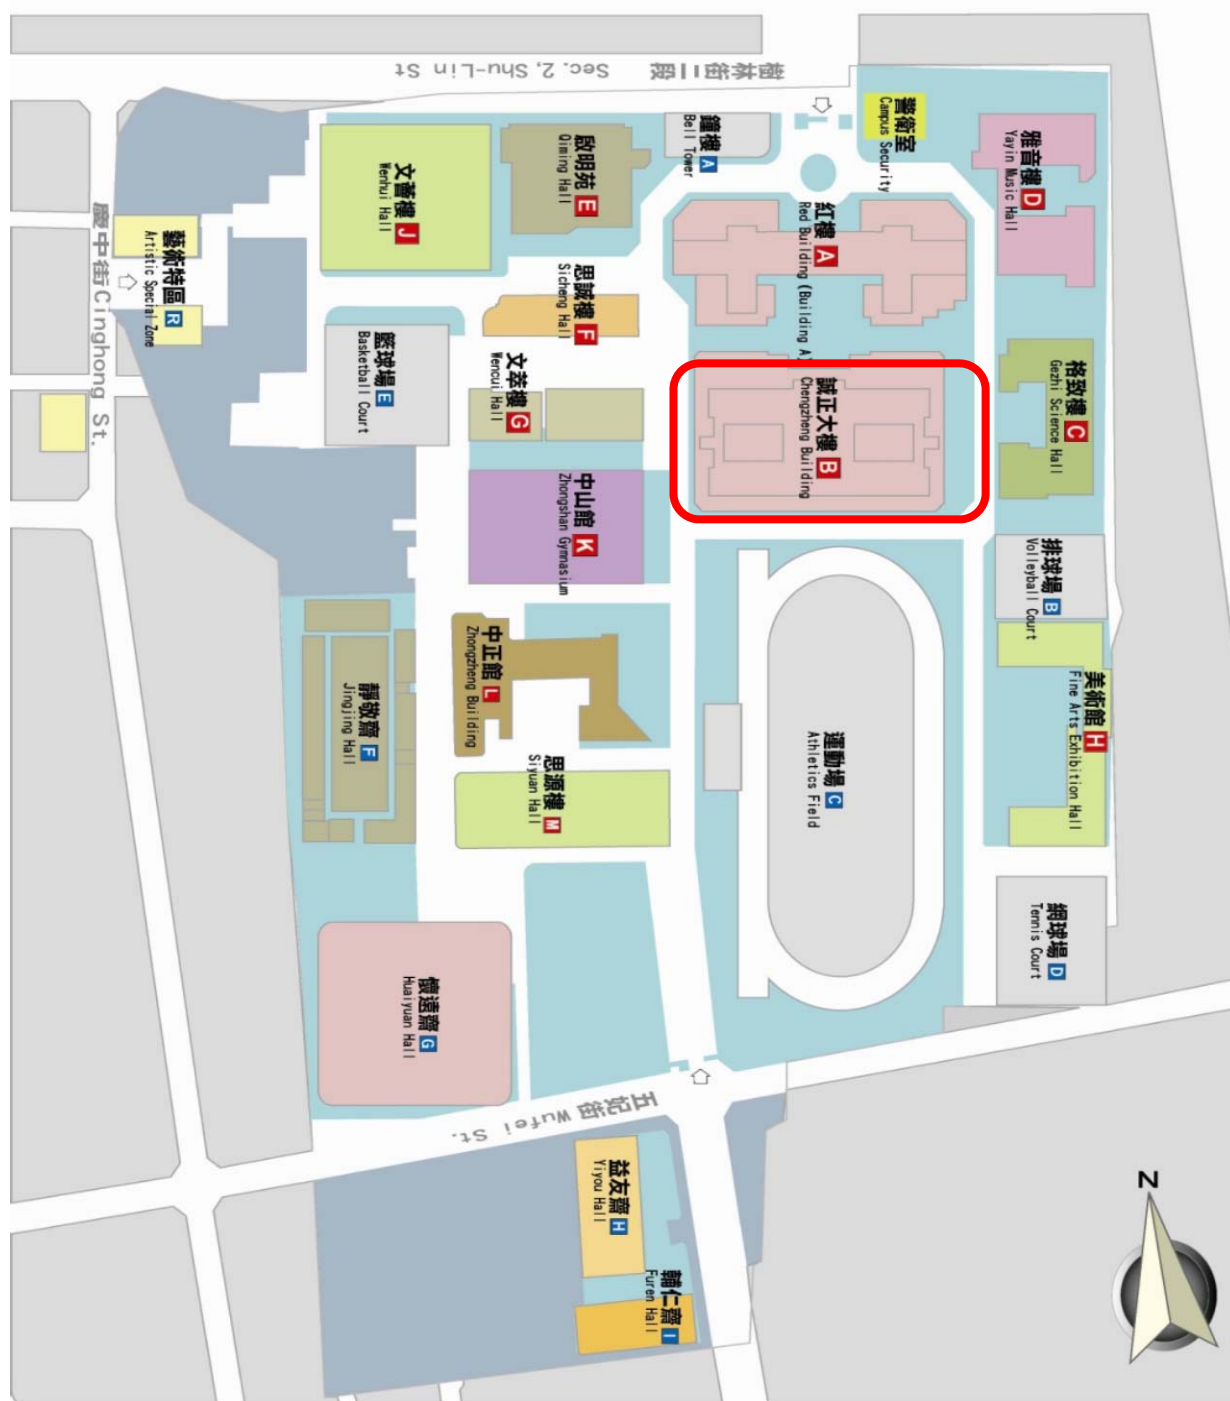 樹林街二段 Sec. 2, Shu-Lin St
警衛室
Campus Security
鐘樓 A
Bell Tower
雅音樓 D
Yayin Music Hall
啟明苑 E
Qiming Hall
文薈樓 J
Wenhui Hall
紅樓 A
Red Building (Building A)
藝術特區 R
Artistic Special Zone
慶中街 Cinghong St.
思誠樓 F
Sicheng Hall
籃球場 E
Basketball Court
文萃樓 G
Wencui Hall
誠正大樓 B
Chengzheng Building
格致樓 C
Gezhi Science Hall
中山館 K
Zhongshan Gymnasium
排球場 B
Volleyball Court
中正館 L
Zhongzheng Building
靜敬齋 F
Jingjing Hall
美術館 H
Fine Arts Exhibition Hall
運動場 C
Athletics Field
思源樓 M
Siyuan Hall
網球場 D
Tennis Court
懷遠齋 G
Huaiyuan Hall
五妃街 Wufei St.
益友齋 H
Yiyou Hall
輔仁齋 I
Furen Hall
N